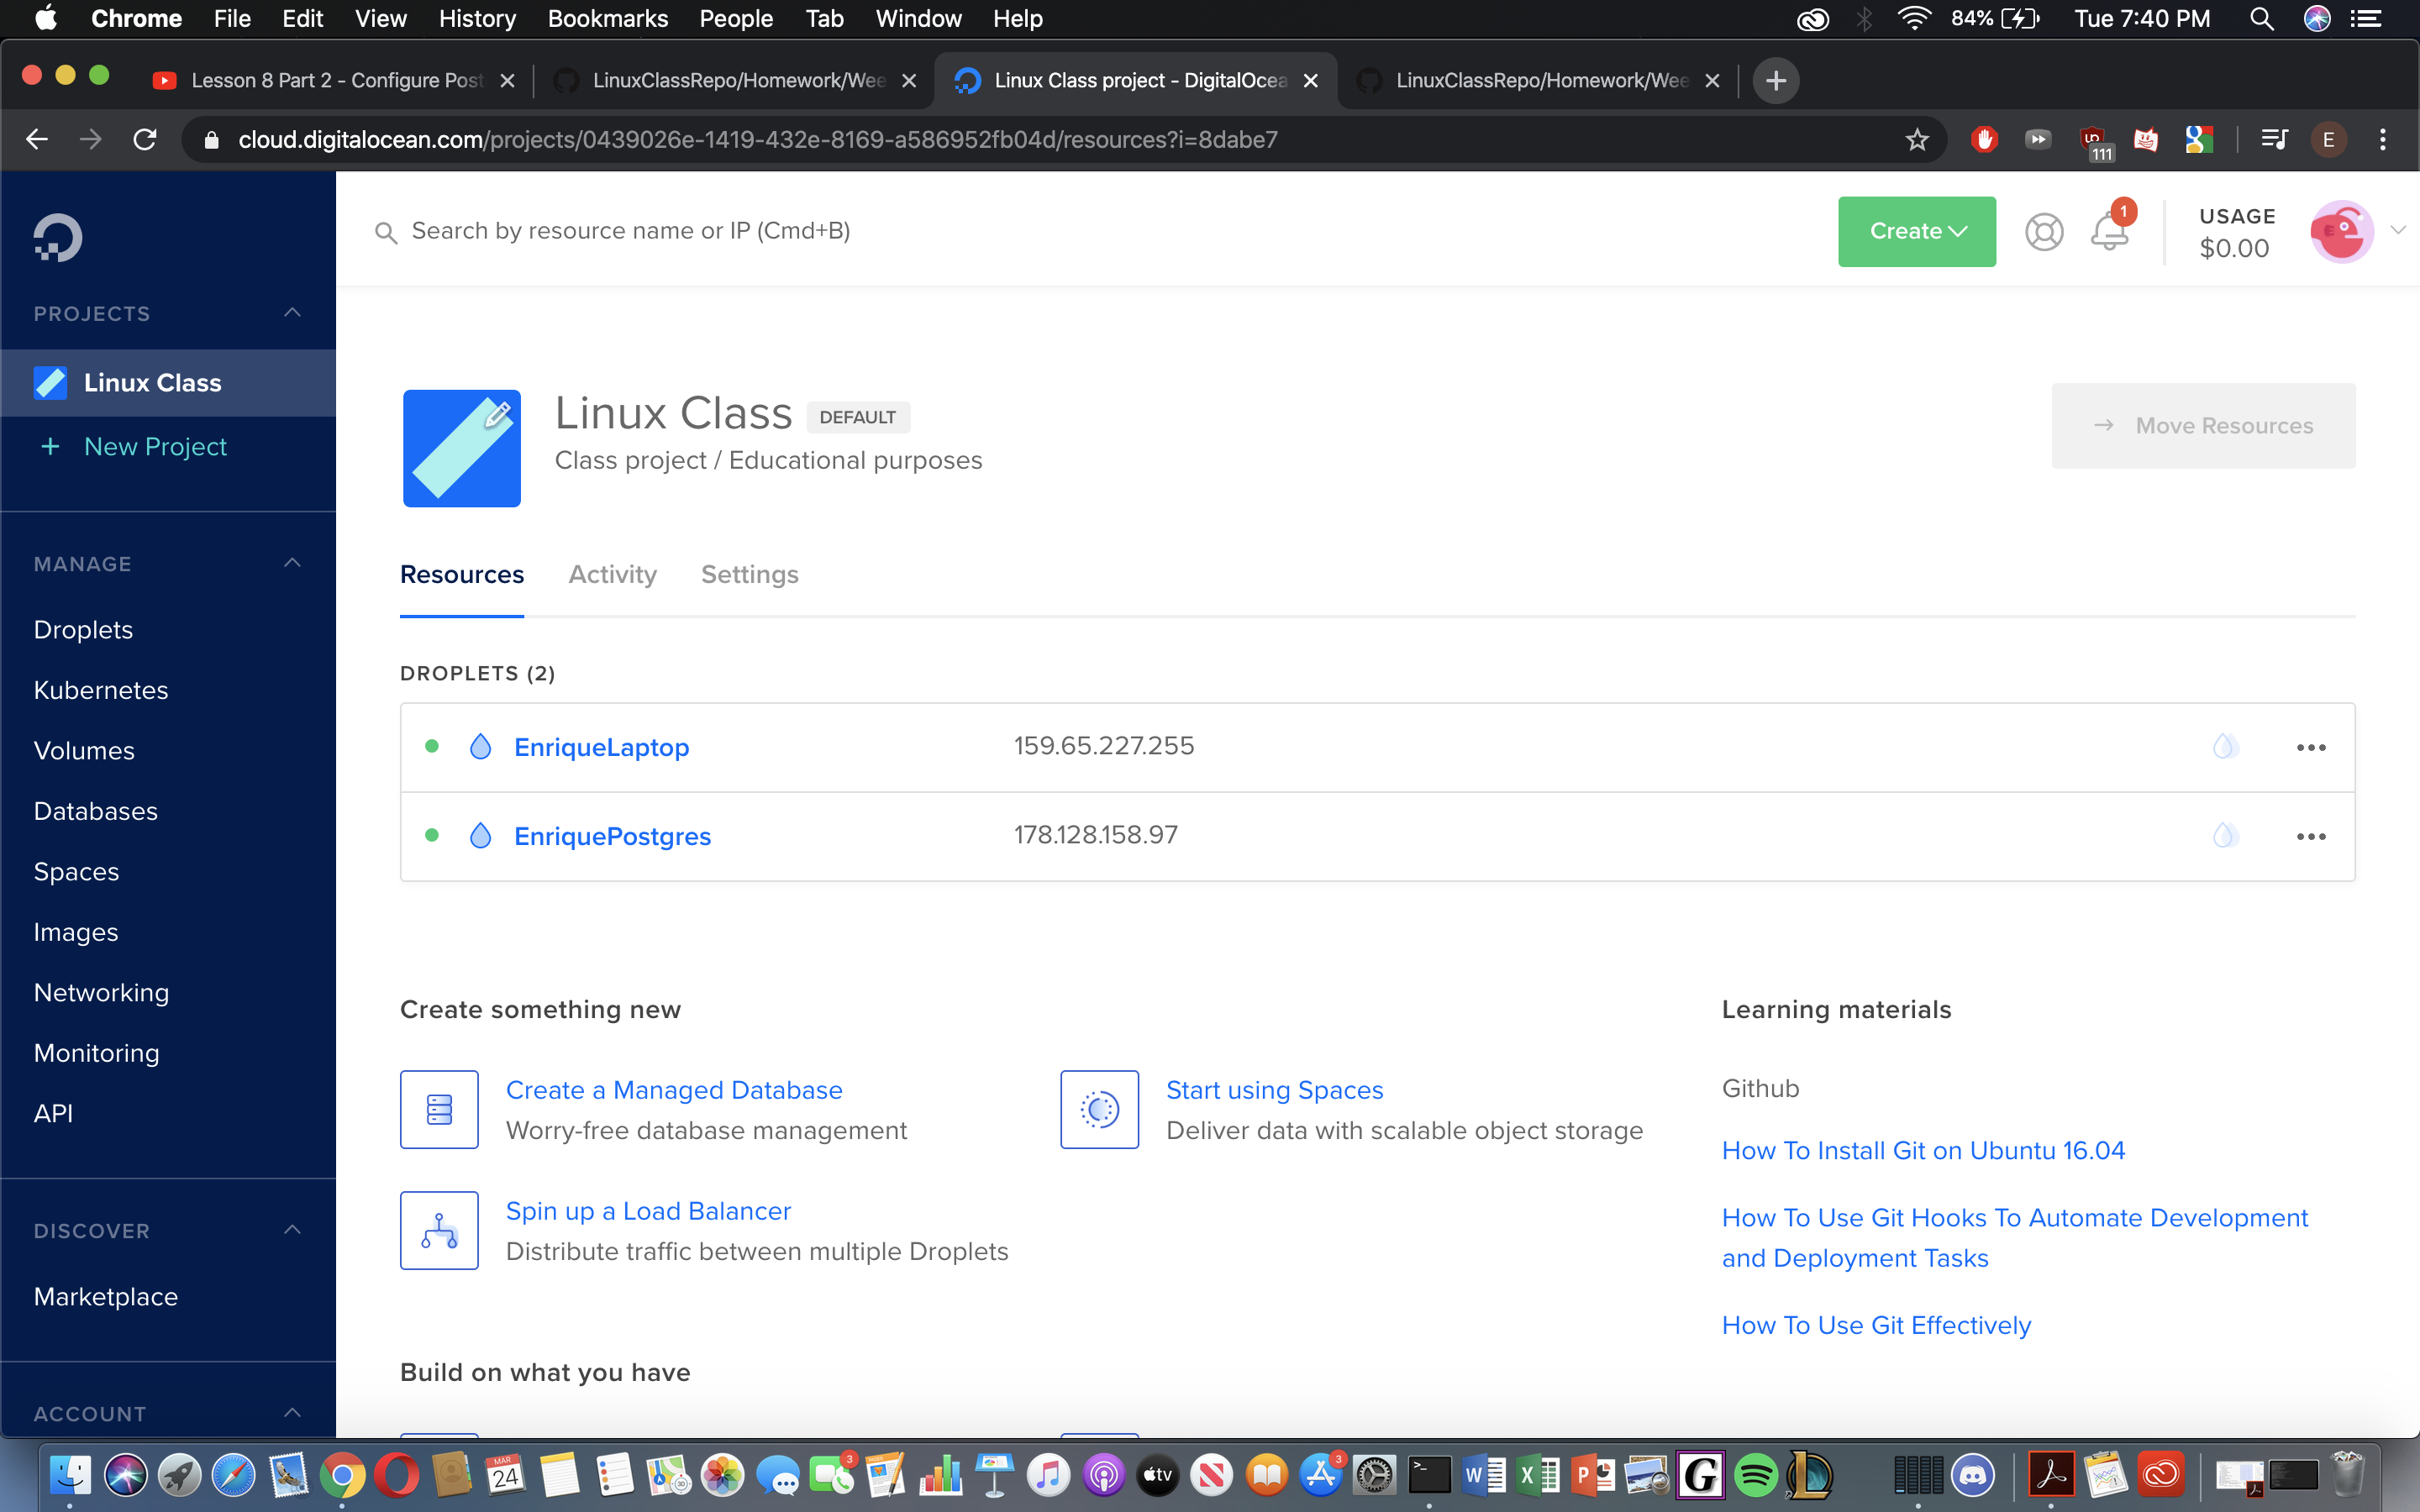 Chrome File Edit View History Bookmarks People Tab Window Help 84% Tue 7:40 PM
Lesson 8 Part 2 - Configure Post LinuxClassRepo/Homework/Wee Linux Class project - DigitalOcea LinuxClassRepo/Homework/Wee
cloud.digitalocean.com/projects/0439026e-1419-432e-8169-a586952fb04d/resources?i=8dabe7
111
E
Search by resource name or IP (Cmd+B)
Create
1
USAGE
$0.00
PROJECTS
Linux Class
New Project
MANAGE
Droplets
Kubernetes
Volumes
Databases
Spaces
Images
Networking
Monitoring
API
DISCOVER
Marketplace
ACCOUNT
Linux Class DEFAULT
Class project / Educational purposes
Move Resources
Resources Activity Settings
DROPLETS (2)
EnriqueLaptop 159.65.227.255
EnriquePostgres 178.128.158.97
Create something new
Create a Managed Database
Worry-free database management
Start using Spaces
Deliver data with scalable object storage
Spin up a Load Balancer
Distribute traffic between multiple Droplets
Build on what you have
Learning materials
Github
How To Install Git on Ubuntu 16.04
How To Use Git Hooks To Automate Development
and Deployment Tasks
How To Use Git Effectively
MAR
24
3
tv
3
W
X
P
G
L